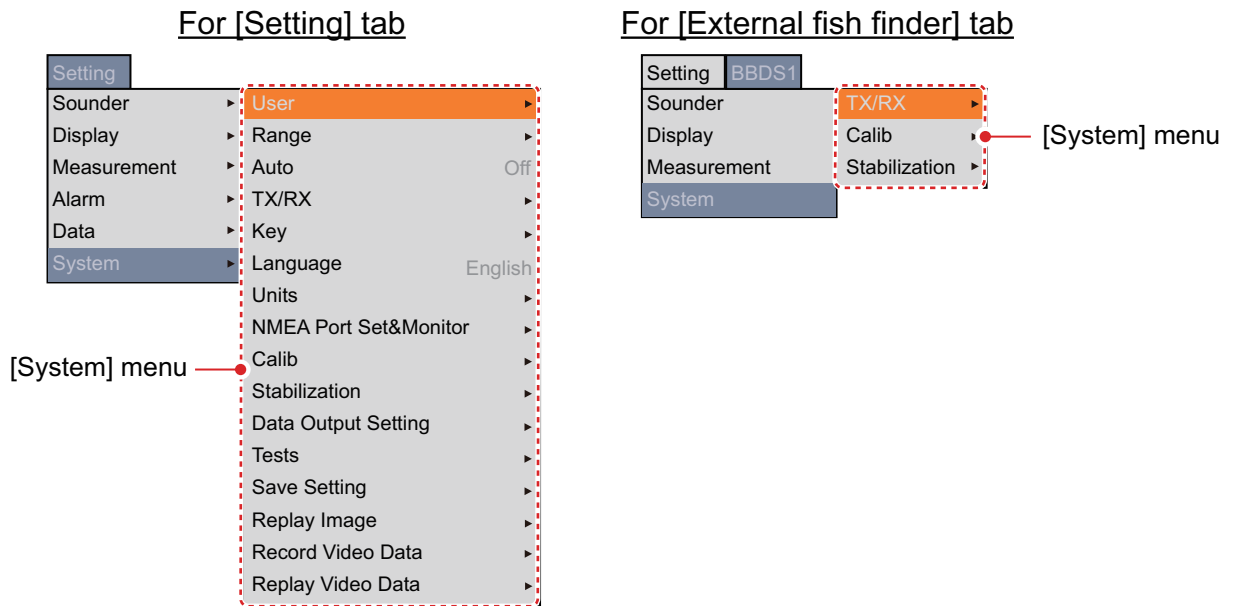 For [Setting] tab
Setting
Sounder
Display
Measurement
Alarm
Data
System
User
Range
Auto Off
TX/RX
Key
Language English
Units
NMEA Port Set&Monitor
Calib
Stabilization
Data Output Setting
Tests
Save Setting
Replay Image
Record Video Data
Replay Video Data
[System] menu
For [External fish finder] tab
Setting BBDS1
Sounder
Display
Measurement
System
TX/RX
Calib
Stabilization
[System] menu